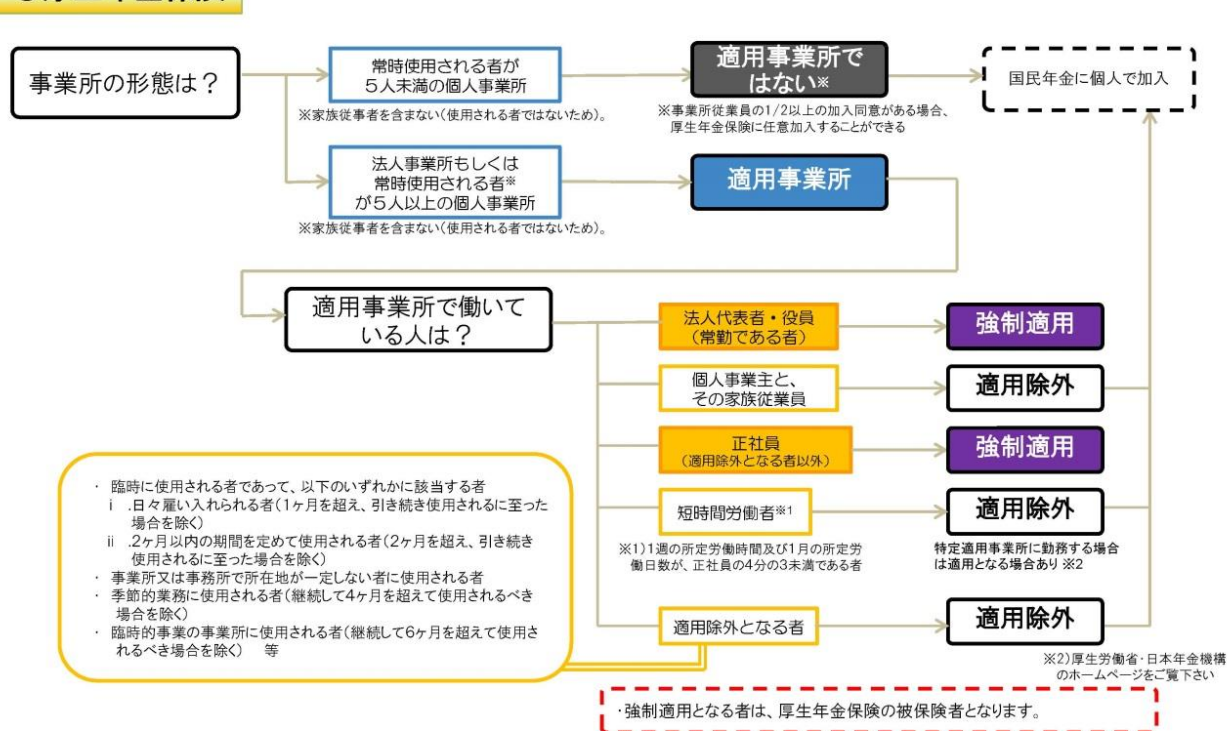 事業所の形態は？
常時使用される者が
５人未満の個人事業所
※家族従事者を含まない（使用される者ではないため）。
適用事業所で
はない※
※事業所従業員の1/2以上の加入同意がある場合、
厚生年金保険に任意加入することができる
国民年金に個人で加入
法人事業所もしくは
常時使用される者※
が５人以上の個人事業所
※家族従事者を含まない（使用される者ではないため）。
適用事業所
適用事業所で働いて
いる人は？
法人代表者・役員
（常勤である者）
強制適用
個人事業主と、
その家族従業員
適用除外
正社員
（適用除外となる者以外）
強制適用
短時間労働者※1
適用除外
※1）1週の所定労働時間及び1月の所定労
働日数が、正社員の4分の3未満である者
特定適用事業所に勤務する場合
は適用となる場合あり ※2
適用除外となる者
適用除外
※2）厚生労働省・日本年金機構
のホームページをご覧下さい
・ 臨時に使用される者であって、以下のいずれかに該当する者
ⅰ .日々雇い入れられる者（1ヶ月を超え、引き続き使用されるに至った
場合を除く）
ⅱ .2ヶ月以内の期間を定めて使用される者（2ヶ月を超え、引き続き
使用されるに至った場合を除く）
・ 事業所又は事務所で所在地が一定しない者に使用される者
・ 季節的業務に使用される者（継続して4ヶ月を超えて使用されるべき
場合を除く）
・ 臨時的事業の事業所に使用される者（継続して6ヶ月を超えて使用さ
れるべき場合を除く） 等
・強制適用となる者は、厚生年金保険の被保険者となります。